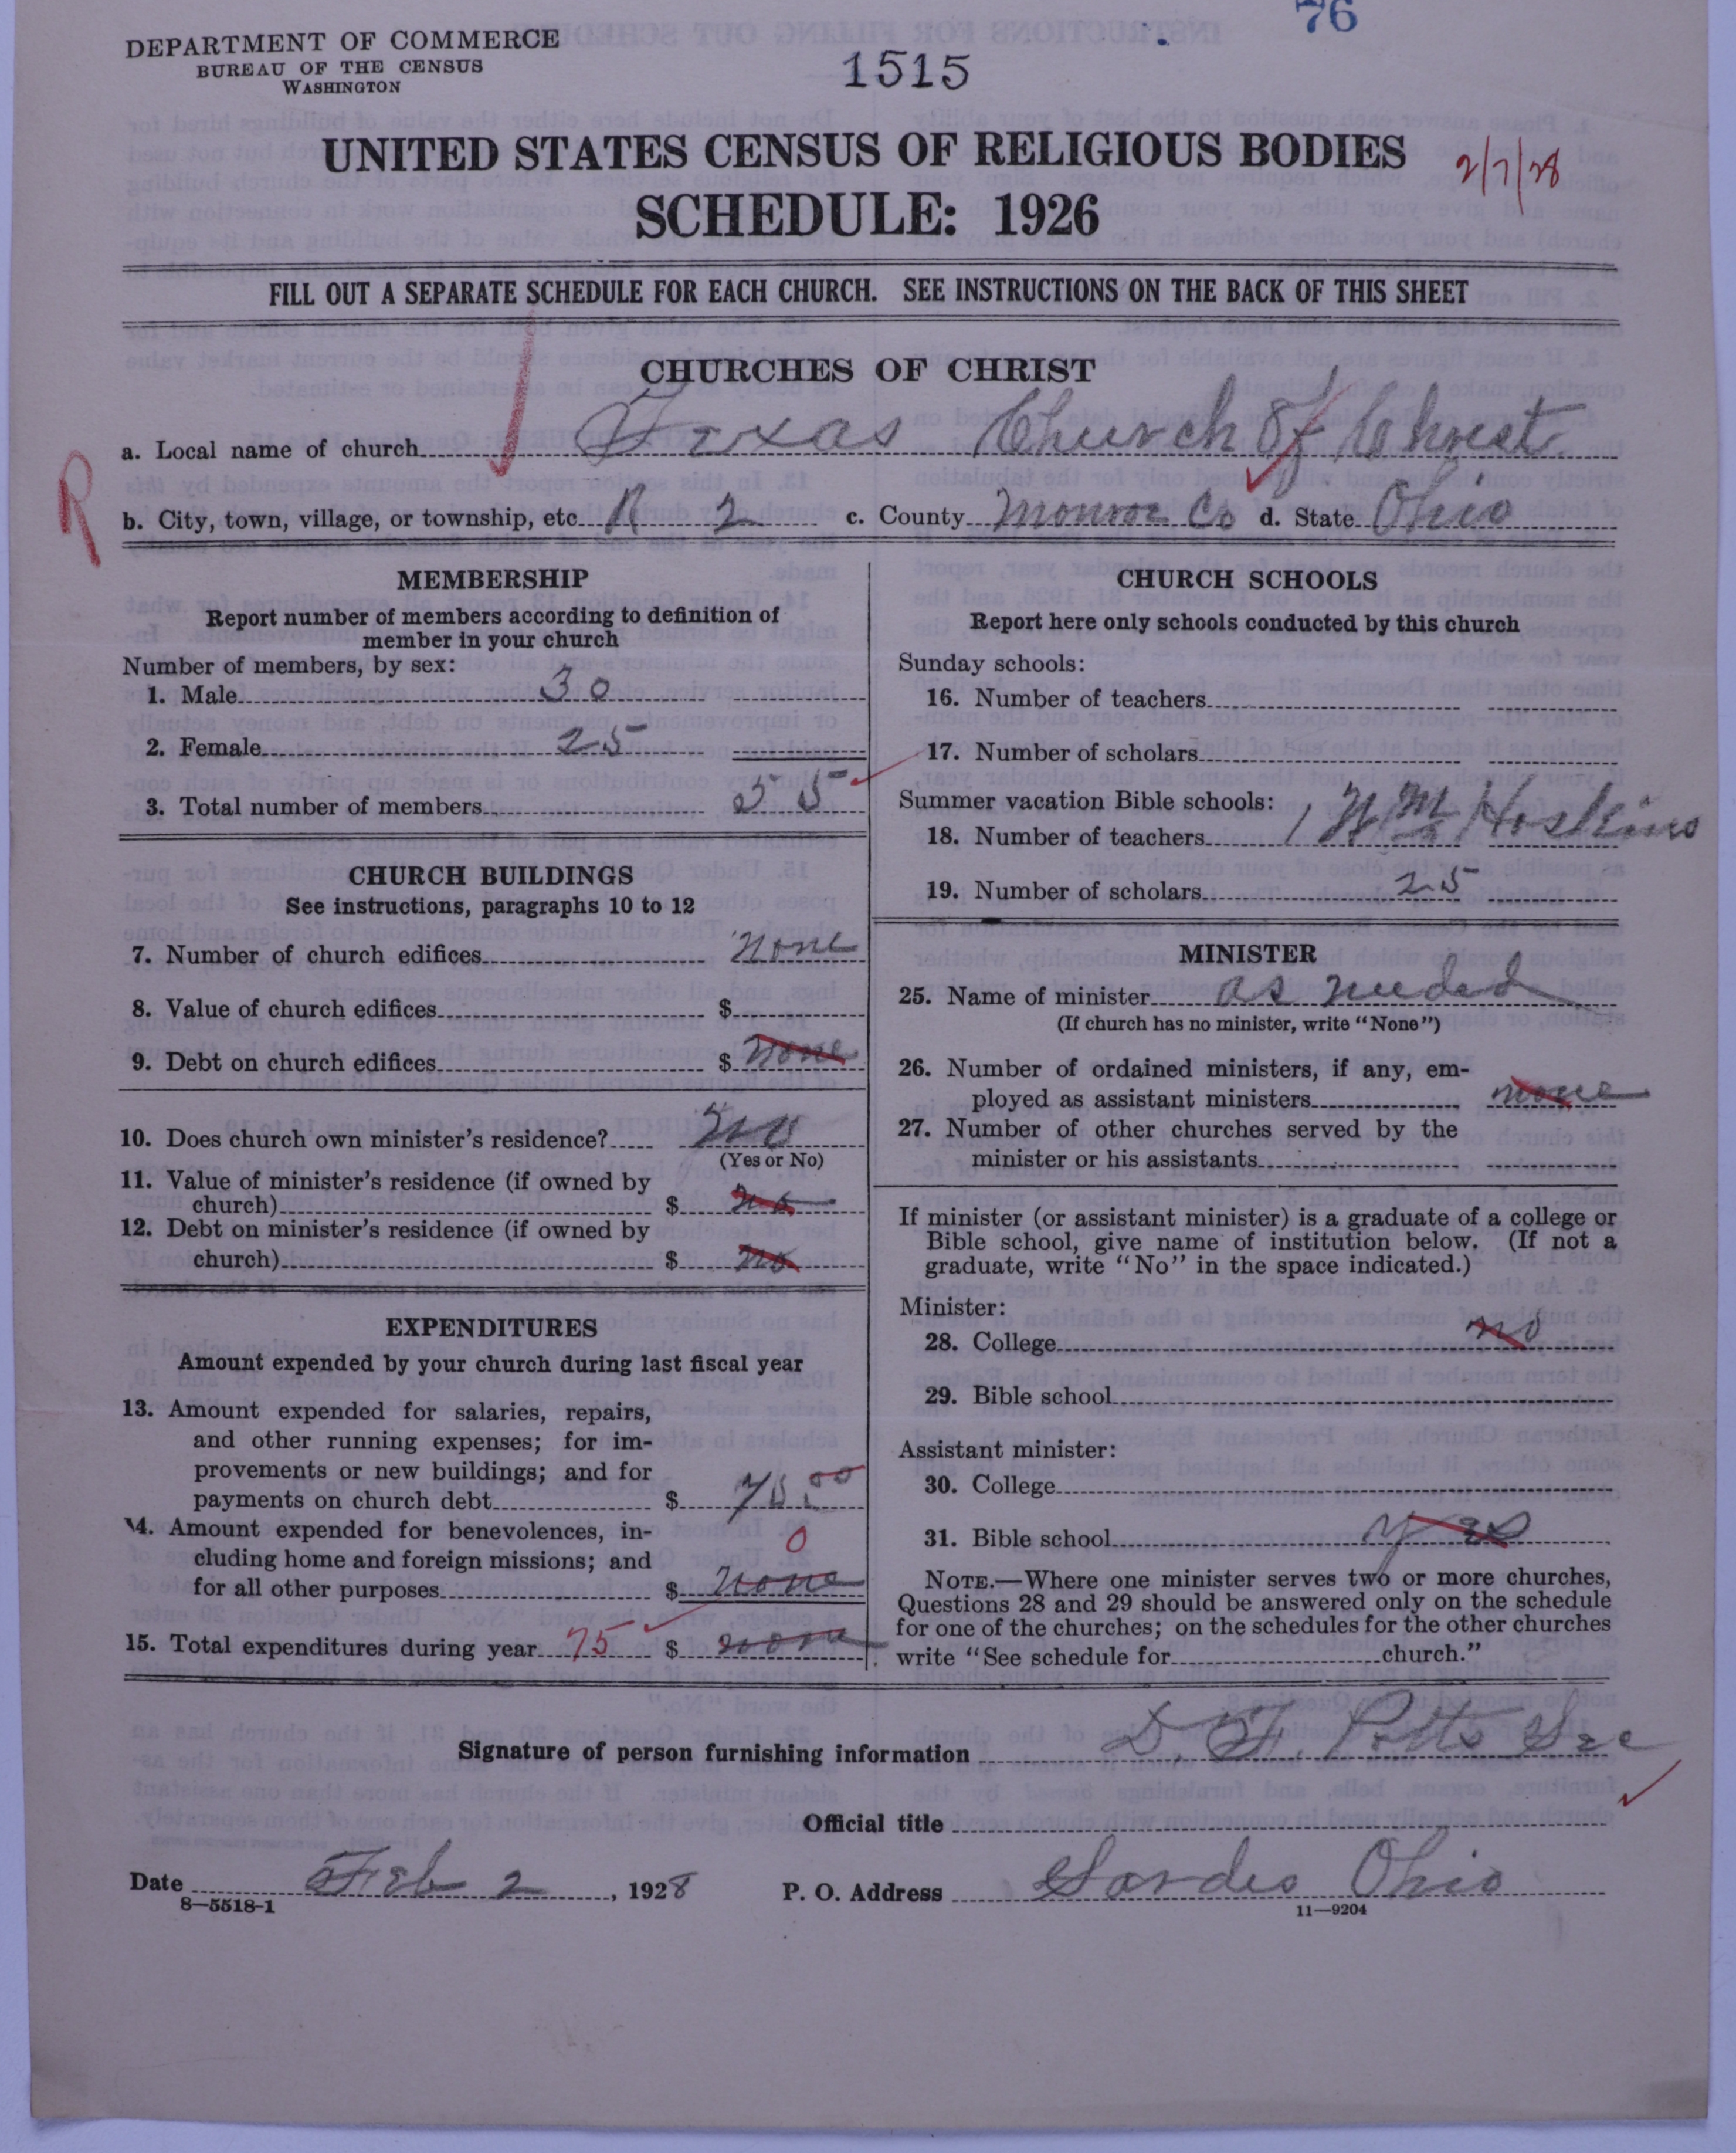 76
DEPARTMENT OF COMMERCE
BUREAU OF THE CENSUS
WASHINGTON
1515
UNITED STATES CENSUS OF RELIGIOUS BODIES
SCHEDULE: 1926
2/7/28
FILL OUT A SEPARATE SCHEDULE FOR EACH CHURCH. SEE INSTRUCTIONS ON THE BACK OF THIS SHEET
CHURCHES OF CHRIST
a. Local name of church Texas Church Of Christ
R
b. City, town, village, or township, etc. R 2 c. County Monroe Co d. State Ohio
MEMBERSHIP
Report number of members according to definition of
member in your church
Number of members, by sex:
1. Male 30
2. Female 25
3. Total number of members 55
CHURCH BUILDINGS
See instructions, paragraphs 10 to 12
7. Number of church edifices none
8. Value of church edifices $
9. Debt on church edifices $ none
10. Does church own minister's residence? no
(Yes or No)
11. Value of minister's residence (if owned by
church) $ no
12. Debt on minister's residence (if owned by
church) $ no
EXPENDITURES
Amount expended by your church during last fiscal year
13. Amount expended for salaries, repairs,
and other running expenses; for im-
provements or new buildings; and for
payments on church debt $ 75.00
14. Amount expended for benevolences, in-
cluding home and foreign missions; and 0
for all other purposes $ none
15. Total expenditures during year 75 $ none
CHURCH SCHOOLS
Report here only schools conducted by this church
Sunday schools:
16. Number of teachers
17. Number of scholars
Summer vacation Bible schools:
18. Number of teachers 1 Wm Hoskins
19. Number of scholars 25
MINISTER
25. Name of minister as needed
(If church has no minister, write "None")
26. Number of ordained ministers, if any, em-
ployed as assistant ministers none
27. Number of other churches served by the
minister or his assistants
If minister (or assistant minister) is a graduate of a college or
Bible school, give name of institution below. (If not a
graduate, write "No" in the space indicated.)
Minister:
28. College no
29. Bible school
Assistant minister:
30. College
31. Bible school yes
NOTE.—Where one minister serves two or more churches,
Questions 28 and 29 should be answered only on the schedule
for one of the churches; on the schedules for the other churches
write "See schedule for church."
Signature of person furnishing information D. F. Potts Sec
Official title
Date Feb 2, 1928 P. O. Address Sardis Ohio
8—5518-1
11—9204